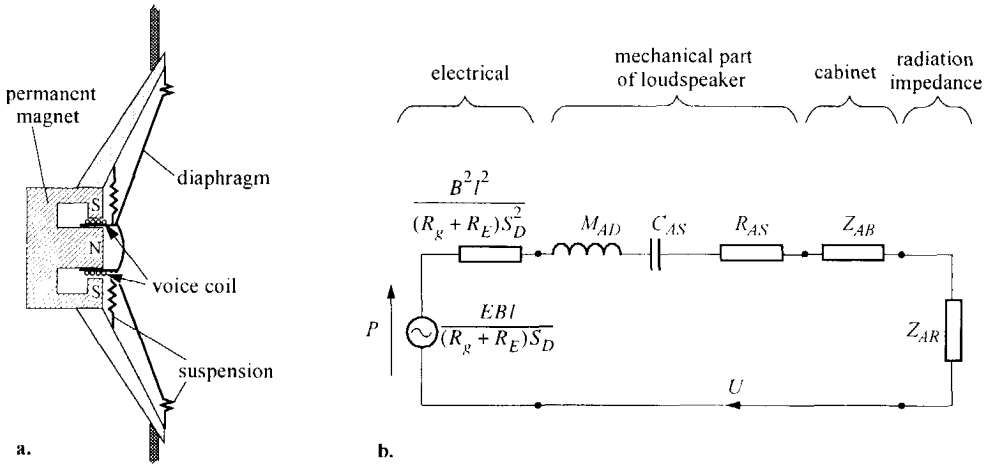 permanent
magnet
S
N
S
diaphragm
voice coil
suspension
a.
electrical
mechanical part
of loudspeaker
cabinet
radiation
impedance
B²l²
(R_g + R_E)S_D²
M_AD
C_AS
R_AS
Z_AB
P
EBl
(R_g + R_E)S_D
Z_AR
U
b.